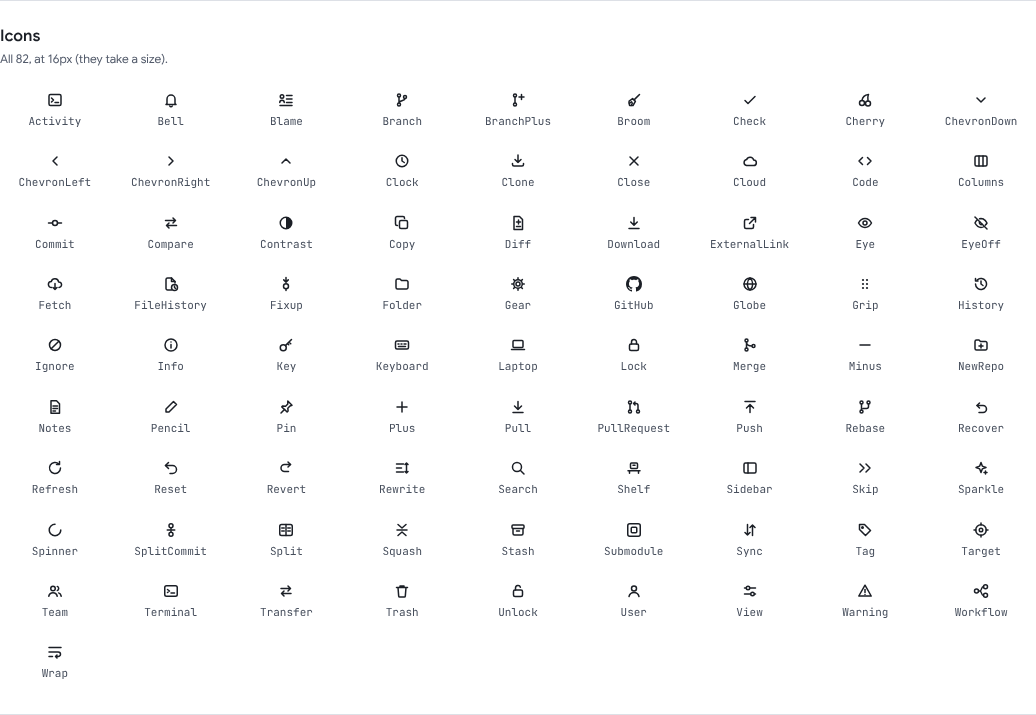 Icons
All 82, at 16px (they take a size).
Activity Bell Blame Branch BranchPlus Broom Check Cherry ChevronDown
ChevronLeft ChevronRight ChevronUp Clock Clone Close Cloud Code Columns
Commit Compare Contrast Copy Diff Download ExternalLink Eye EyeOff
Fetch FileHistory Fixup Folder Gear GitHub Globe Grip History
Ignore Info Key Keyboard Laptop Lock Merge Minus NewRepo
Notes Pencil Pin Plus Pull PullRequest Push Rebase Recover
Refresh Reset Revert Rewrite Search Shelf Sidebar Skip Sparkle
Spinner SplitCommit Split Squash Stash Submodule Sync Tag Target
Team Terminal Transfer Trash Unlock User View Warning Workflow
Wrap